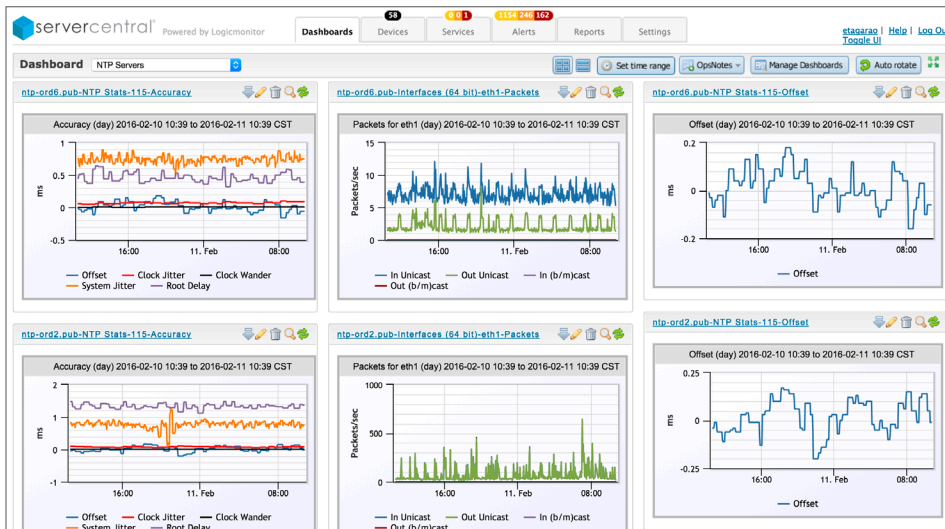 servercentral Powered by Logicmonitor
Dashboards
58
Devices
0 0 1
Services
1154 246 162
Alerts
Reports
Settings
etagarao | Help | Log Ou
Toggle UI
Dashboard NTP Servers
Set time range
OpsNotes
Manage Dashboards
Auto rotate
ntp-ord6.pub-NTP Stats-115-Accuracy
Accuracy (day) 2016-02-10 10:39 to 2016-02-11 10:39 CST
1
0.5
0
-0.5
ms
16:00 11. Feb 08:00
Offset Clock Jitter Clock Wander
System Jitter Root Delay
ntp-ord6.pub-Interfaces (64 bit)-eth1-Packets
Packets for eth1 (day) 2016-02-10 10:39 to 2016-02-11 10:39 CST
15
10
5
0
Packets/sec
16:00 11. Feb 08:00
In Unicast Out Unicast In (b/m)cast
Out (b/m)cast
ntp-ord6.pub-NTP Stats-115-Offset
Offset (day) 2016-02-10 10:39 to 2016-02-11 10:39 CST
0.2
0
-0.2
ms
16:00 11. Feb 08:00
Offset
ntp-ord2.pub-NTP Stats-115-Accuracy
Accuracy (day) 2016-02-10 10:39 to 2016-02-11 10:39 CST
2
1
0
-1
ms
16:00 11. Feb 08:00
Offset Clock Jitter Clock Wander
System Jitter Root Delay
ntp-ord2.pub-Interfaces (64 bit)-eth1-Packets
Packets for eth1 (day) 2016-02-10 10:39 to 2016-02-11 10:39 CST
1000
500
0
Packets/sec
16:00 11. Feb 08:00
In Unicast Out Unicast In (b/m)cast
Out (b/m)cast
ntp-ord2.pub-NTP Stats-115-Offset
Offset (day) 2016-02-10 10:39 to 2016-02-11 10:39 CST
0.25
0
-0.25
ms
16:00 11. Feb 08:00
Offset